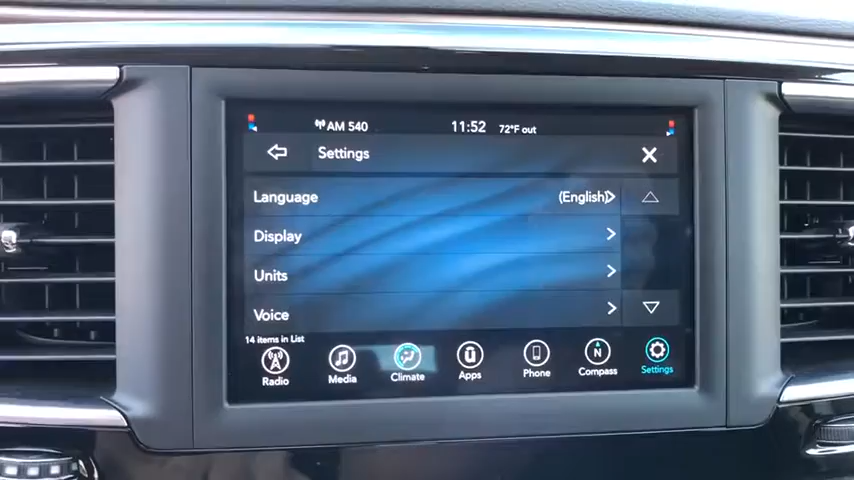 AM 540 11:52 72°F out
Settings X
Language (English)
Display
Units
Voice
14 items in List
Radio Media Climate Apps Phone Compass Settings
N